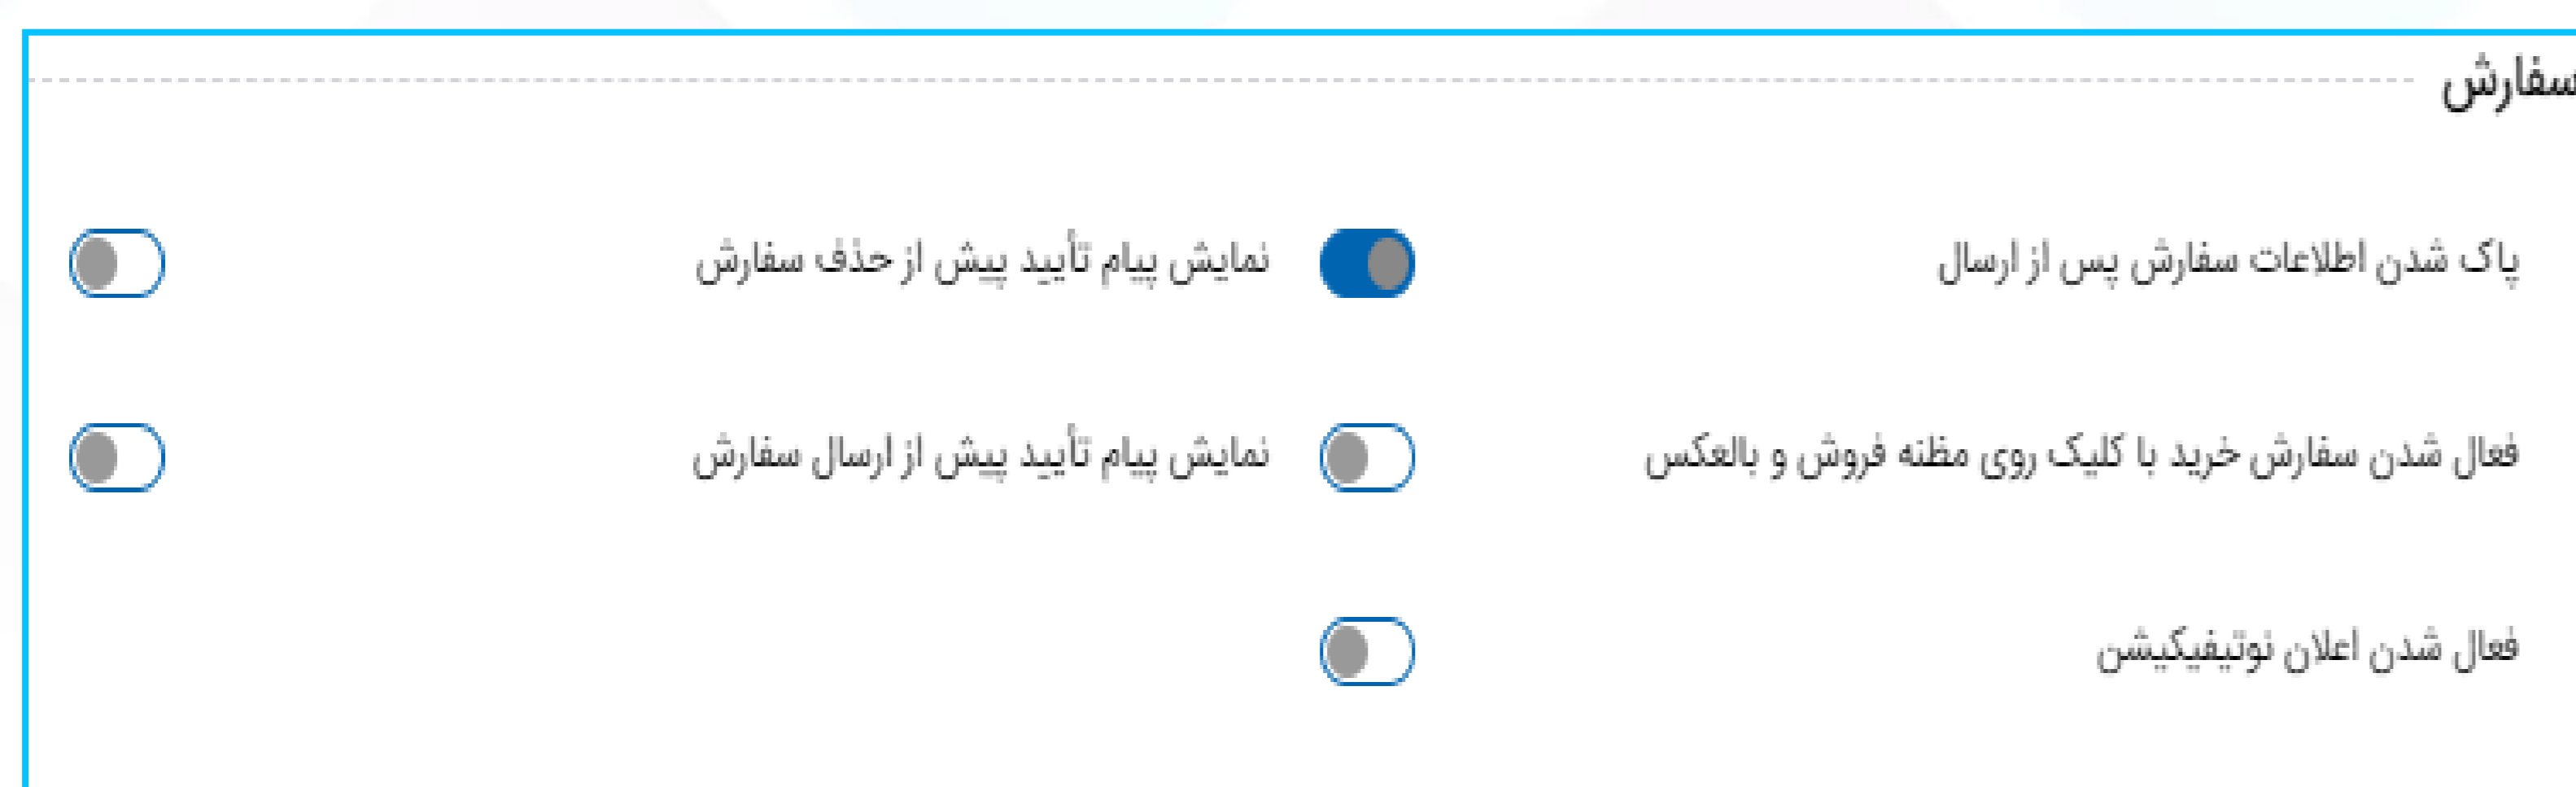 سفارش
پاک شدن اطلاعات سفارش پس از ارسال
نمایش پیام تأیید پیش از حذف سفارش
فعال شدن سفارش خرید با کلیک روی مظنه فروش و بالعکس
نمایش پیام تأیید پیش از ارسال سفارش
فعال شدن اعلان نوتیفیکیشن